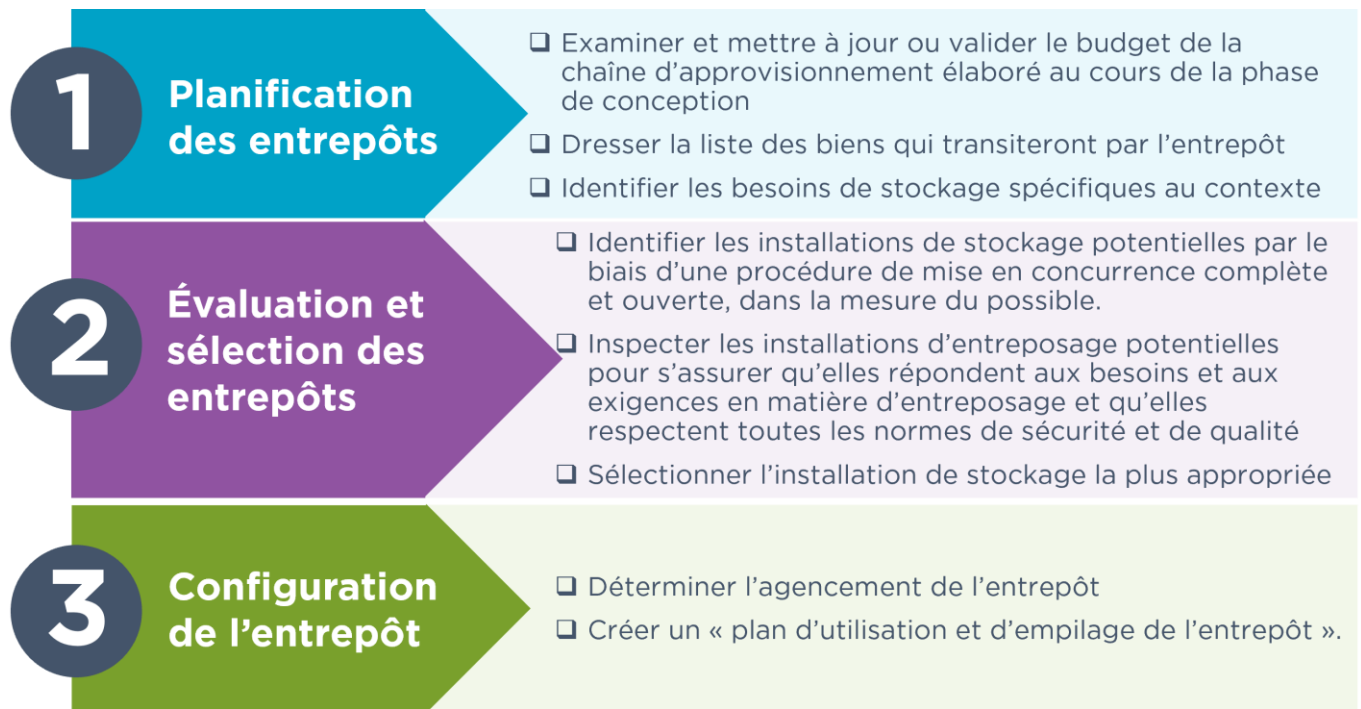 1
Planification
des entrepôts
❑ Examiner et mettre à jour ou valider le budget de la
chaîne d’approvisionnement élaboré au cours de la phase
de conception
❑ Dresser la liste des biens qui transiteront par l’entrepôt
❑ Identifier les besoins de stockage spécifiques au contexte
2
Évaluation et
sélection des
entrepôts
❑ Identifier les installations de stockage potentielles par le
biais d’une procédure de mise en concurrence complète
et ouverte, dans la mesure du possible.
❑ Inspecter les installations d’entreposage potentielles
pour s’assurer qu’elles répondent aux besoins et aux
exigences en matière d’entreposage et qu’elles
respectent toutes les normes de sécurité et de qualité
❑ Sélectionner l’installation de stockage la plus appropriée
3
Configuration
de l’entrepôt
❑ Déterminer l’agencement de l’entrepôt
❑ Créer un « plan d’utilisation et d’empilage de l’entrepôt ».